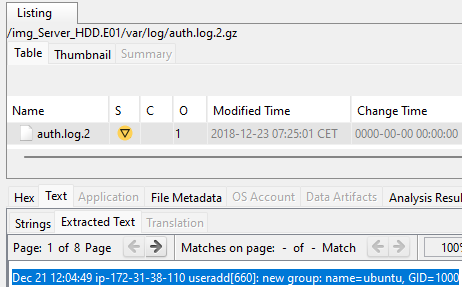 Listing
/img_Server_HDD.E01/var/log/auth.log.2.gz
Table Thumbnail Summary
Name S C O Modified Time Change Time
auth.log.2 1 2018-12-23 07:25:01 CET 0000-00-00 00:00:00
Hex Text Application File Metadata OS Account Data Artifacts Analysis Resul
Strings Extracted Text Translation
Page: 1 of 8 Page Matches on page: - of - Match 100%
Dec 21 12:04:49 ip-172-31-38-110 useradd[660]: new group: name=ubuntu, GID=1000